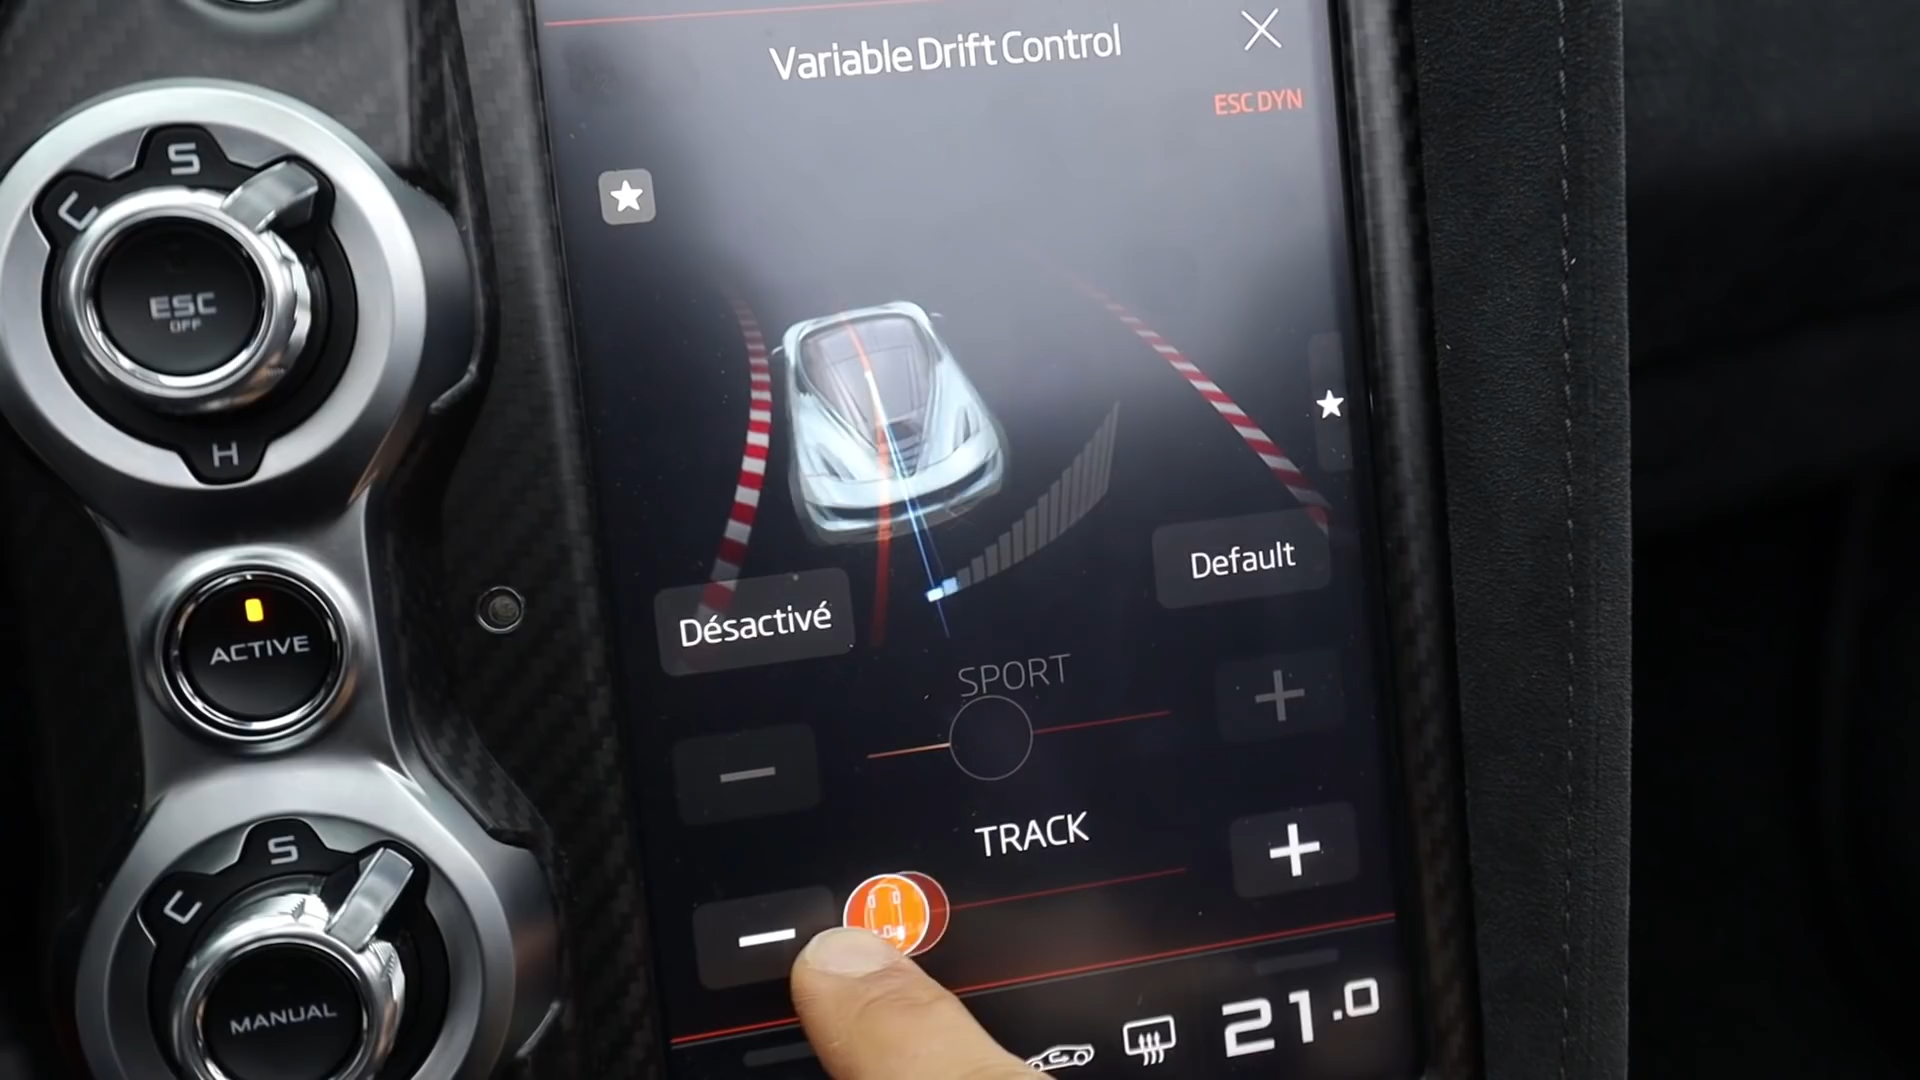 Variable Drift Control
ESC DYN
S
C
ESC
OFF
H
Default
Désactivé
ACTIVE
SPORT
TRACK
S
C
MANUAL
21.0